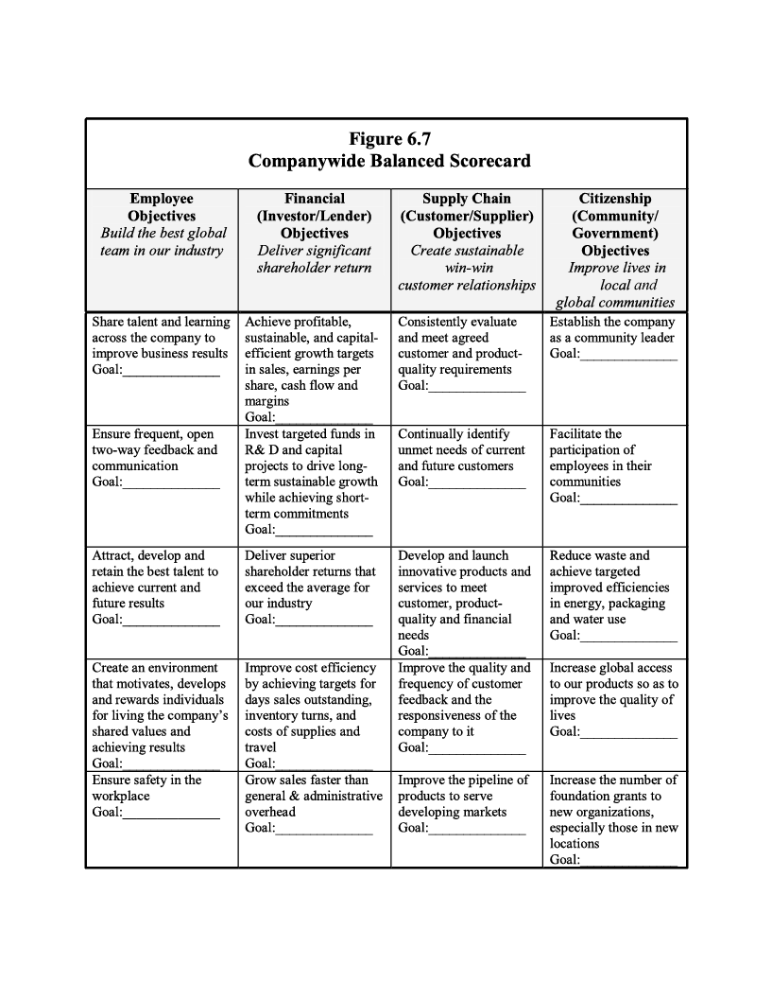 Figure 6.7
Companywide Balanced Scorecard
Employee
Objectives
Build the best global
team in our industry
Financial
(Investor/Lender)
Objectives
Deliver significant
shareholder return
Supply Chain
(Customer/Supplier)
Objectives
Create sustainable
win-win
customer relationships
Citizenship
(Community/
Government)
Objectives
Improve lives in
local and
global communities
Share talent and learning
across the company to
improve business results
Goal:______________
Achieve profitable,
sustainable, and capital-
efficient growth targets
in sales, earnings per
share, cash flow and
margins
Goal:______________
Consistently evaluate
and meet agreed
customer and product-
quality requirements
Goal:______________
Establish the company
as a community leader
Goal:______________
Ensure frequent, open
two-way feedback and
communication
Goal:______________
Invest targeted funds in
R& D and capital
projects to drive long-
term sustainable growth
while achieving short-
term commitments
Goal:______________
Continually identify
unmet needs of current
and future customers
Goal:______________
Facilitate the
participation of
employees in their
communities
Goal:______________
Attract, develop and
retain the best talent to
achieve current and
future results
Goal:______________
Deliver superior
shareholder returns that
exceed the average for
our industry
Goal:______________
Develop and launch
innovative products and
services to meet
customer, product-
quality and financial
needs
Goal:______________
Reduce waste and
achieve targeted
improved efficiencies
in energy, packaging
and water use
Goal:______________
Create an environment
that motivates, develops
and rewards individuals
for living the company's
shared values and
achieving results
Goal:______________
Improve cost efficiency
by achieving targets for
days sales outstanding,
inventory turns, and
costs of supplies and
travel
Goal:______________
Improve the quality and
frequency of customer
feedback and the
responsiveness of the
company to it
Goal:______________
Increase global access
to our products so as to
improve the quality of
lives
Goal:______________
Ensure safety in the
workplace
Goal:______________
Grow sales faster than
general & administrative
overhead
Goal:______________
Improve the pipeline of
products to serve
developing markets
Goal:______________
Increase the number of
foundation grants to
new organizations,
especially those in new
locations
Goal:______________